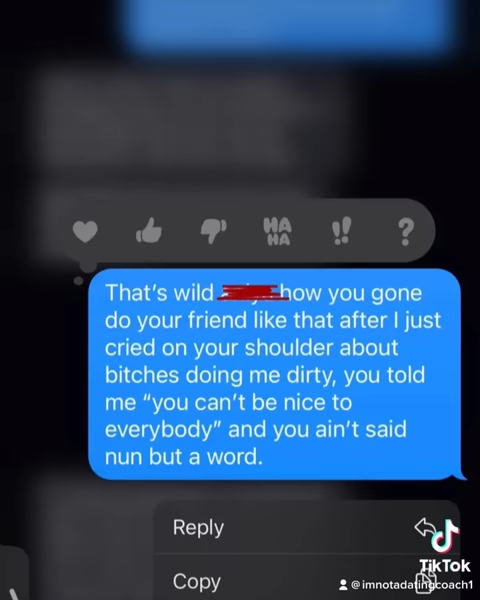 HA
HA
!!
?
That's wild how you gone
do your friend like that after I just
cried on your shoulder about
bitches doing me dirty, you told
me “you can't be nice to
everybody” and you ain't said
nun but a word.
Reply
TikTok
Copy
@imnotadatingcoach1